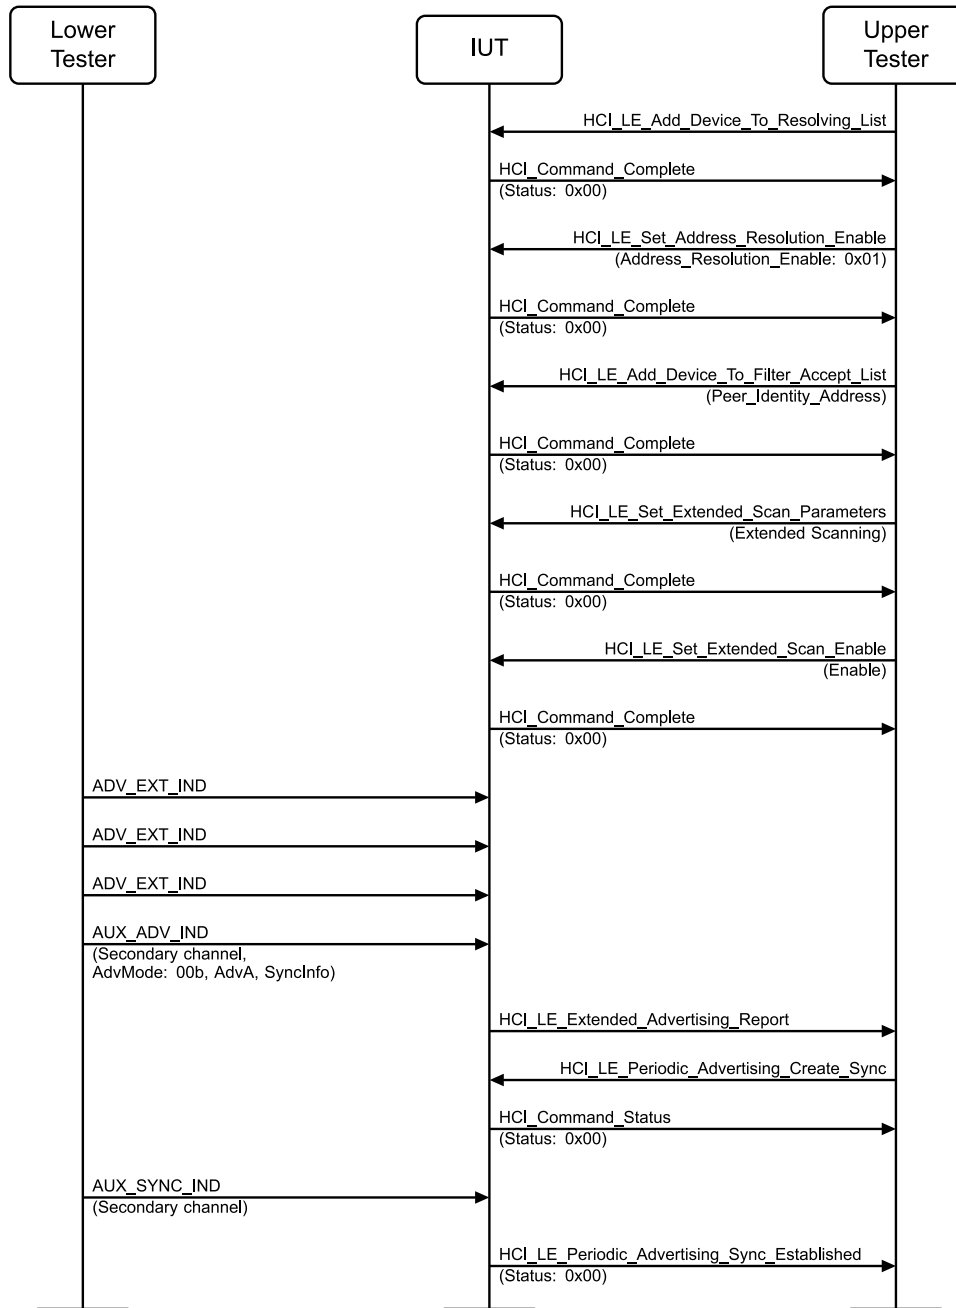 Lower
Tester
IUT
Upper
Tester
HCI_LE_Add_Device_To_Resolving_List
HCI_Command_Complete
(Status: 0x00)
HCI_LE_Set_Address_Resolution_Enable
(Address_Resolution_Enable: 0x01)
HCI_Command_Complete
(Status: 0x00)
HCI_LE_Add_Device_To_Filter_Accept_List
(Peer_Identity_Address)
HCI_Command_Complete
(Status: 0x00)
HCI_LE_Set_Extended_Scan_Parameters
(Extended Scanning)
HCI_Command_Complete
(Status: 0x00)
HCI_LE_Set_Extended_Scan_Enable
(Enable)
HCI_Command_Complete
(Status: 0x00)
ADV_EXT_IND
ADV_EXT_IND
ADV_EXT_IND
AUX_ADV_IND
(Secondary channel,
AdvMode: 00b, AdvA, SyncInfo)
HCI_LE_Extended_Advertising_Report
HCI_LE_Periodic_Advertising_Create_Sync
HCI_Command_Status
(Status: 0x00)
AUX_SYNC_IND
(Secondary channel)
HCI_LE_Periodic_Advertising_Sync_Established
(Status: 0x00)